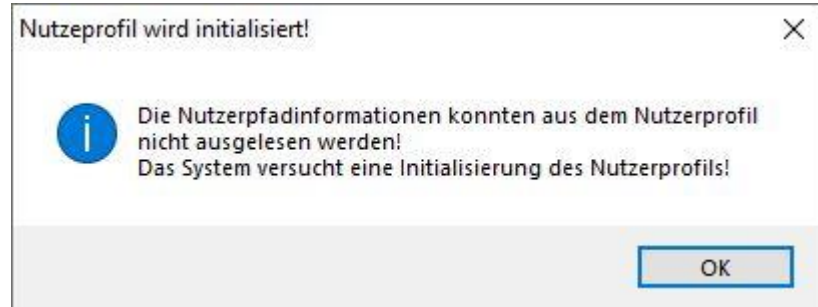 Nutzeprofil wird initialisiert!
Die Nutzerpfadinformationen konnten aus dem Nutzerprofil
nicht ausgelesen werden!
Das System versucht eine Initialisierung des Nutzerprofils!
OK